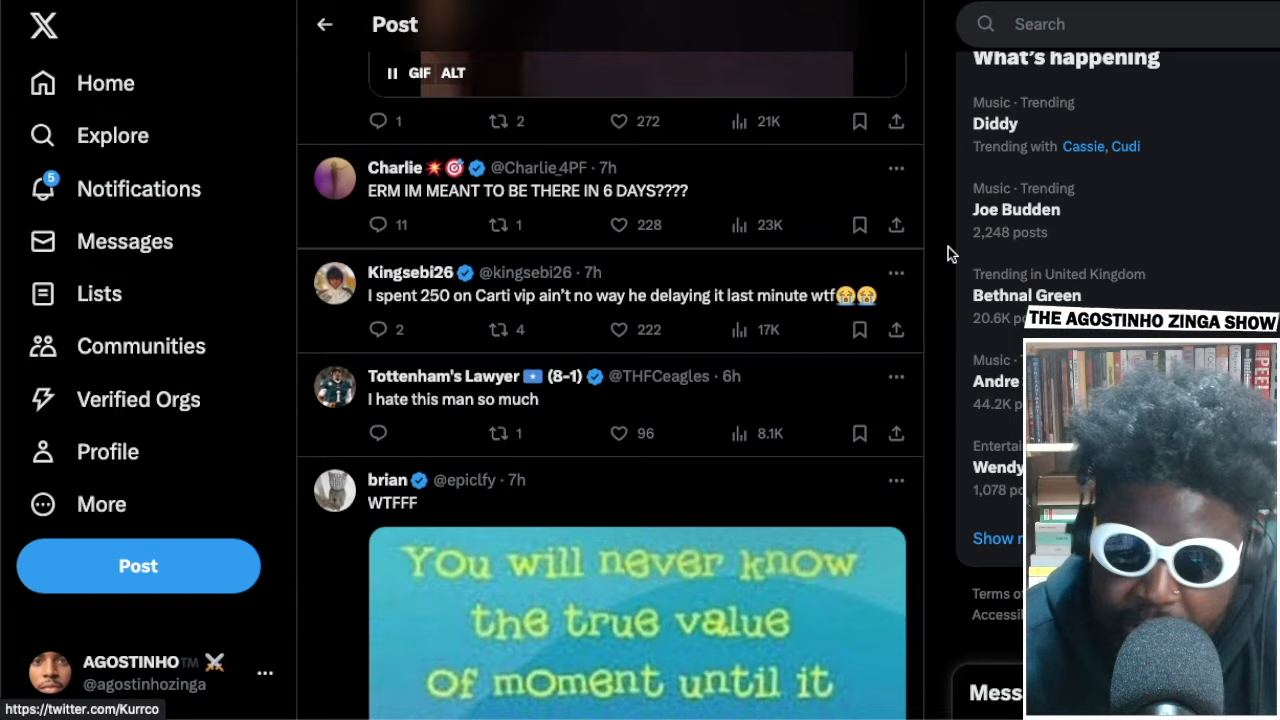 Home
Explore
5
Notifications
Messages
Lists
Communities
Verified Orgs
Profile
More
Post
AGOSTINHO™ ⚔️
@agostinhozinga
https://twitter.com/Kurrco
Post
GIF ALT
1 2 272 21K
Charlie 💥🎯 @Charlie_4PF · 7h
ERM IM MEANT TO BE THERE IN 6 DAYS????
11 1 228 23K
Kingsebi26 @kingsebi26 · 7h
I spent 250 on Carti vip ain't no way he delaying it last minute wtf😭😭
2 4 222 17K
Tottenham's Lawyer 🇸🇴 (8-1) @THFCeagles · 6h
I hate this man so much
1 96 8.1K
brian @epiclfy · 7h
WTFFF
You will never know
the true value
of moment until it
Search
What's happening
Music · Trending
Diddy
Trending with Cassie, Cudi
Music · Trending
Joe Budden
2,248 posts
Trending in United Kingdom
Bethnal Green
20.6K
THE AGOSTINHO ZINGA SHOW
Music ·
Andre
44.2K
Wendy
1,078
Show
Terms